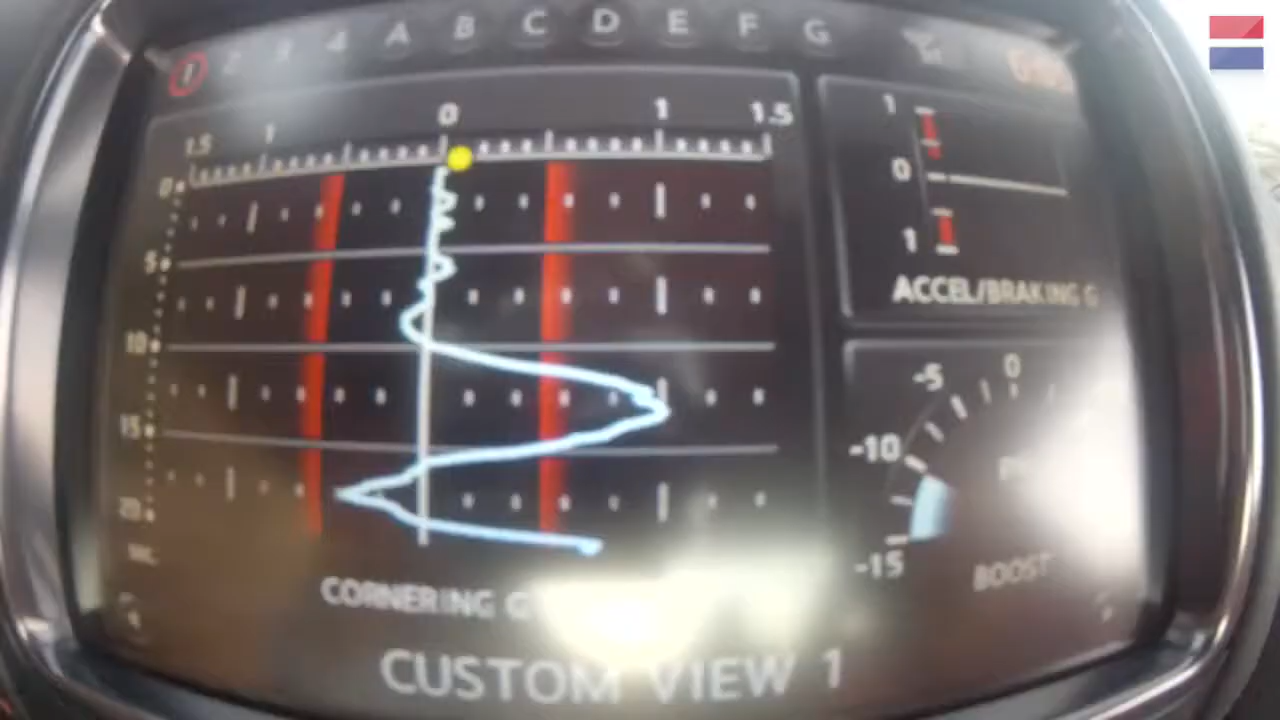 1 2 3 4 A B C D E F G
1.5 1 0 1 1.5
0
5
10
15
20
CORNERING G
1
0
1
ACCEL/BRAKING G
0
-5
-10
-15
BOOST
CUSTOM VIEW 1